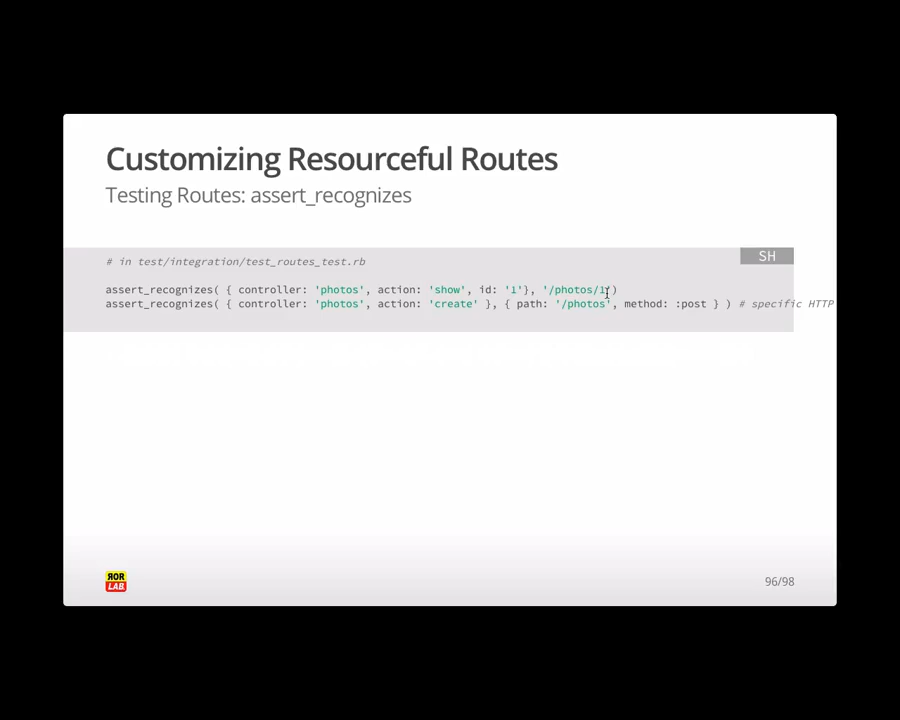 Customizing Resourceful Routes
Testing Routes: assert_recognizes
SH
# in test/integration/test_routes_test.rb
assert_recognizes( { controller: 'photos', action: 'show', id: '1'}, '/photos/1')
assert_recognizes( { controller: 'photos', action: 'create' }, { path: '/photos', method: :post } ) # specific HTTP
ROR
LAB.
96/98